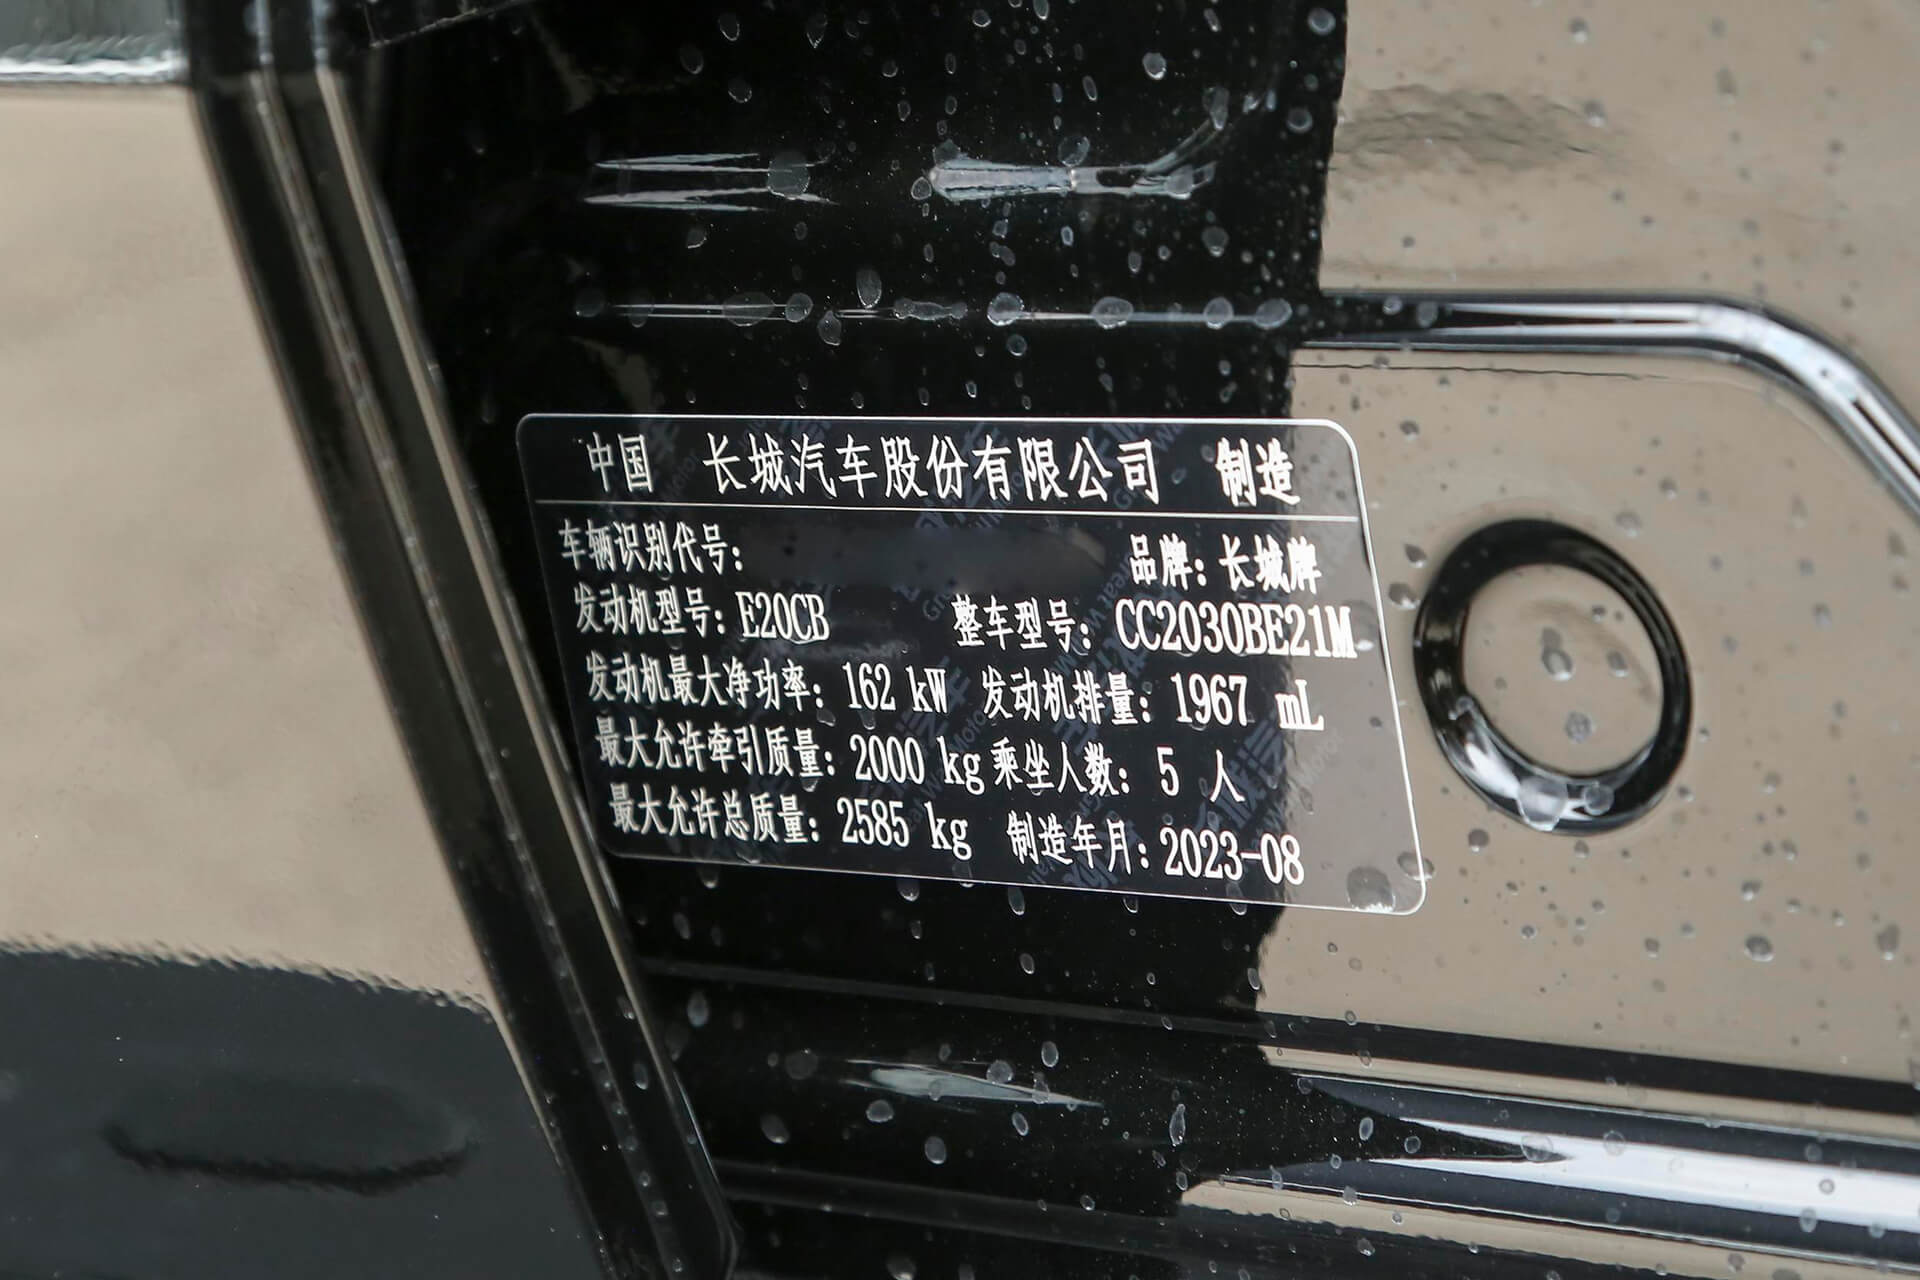 中国 长城汽车股份有限公司 制造
车辆识别代号: 品牌: 长城牌
发动机型号: E20CB 整车型号: CC2030BE21M
发动机最大净功率: 162 kW 发动机排量: 1967 mL
最大允许牵引质量: 2000 kg 乘坐人数: 5 人
最大允许总质量: 2585 kg 制造年月: 2023-08